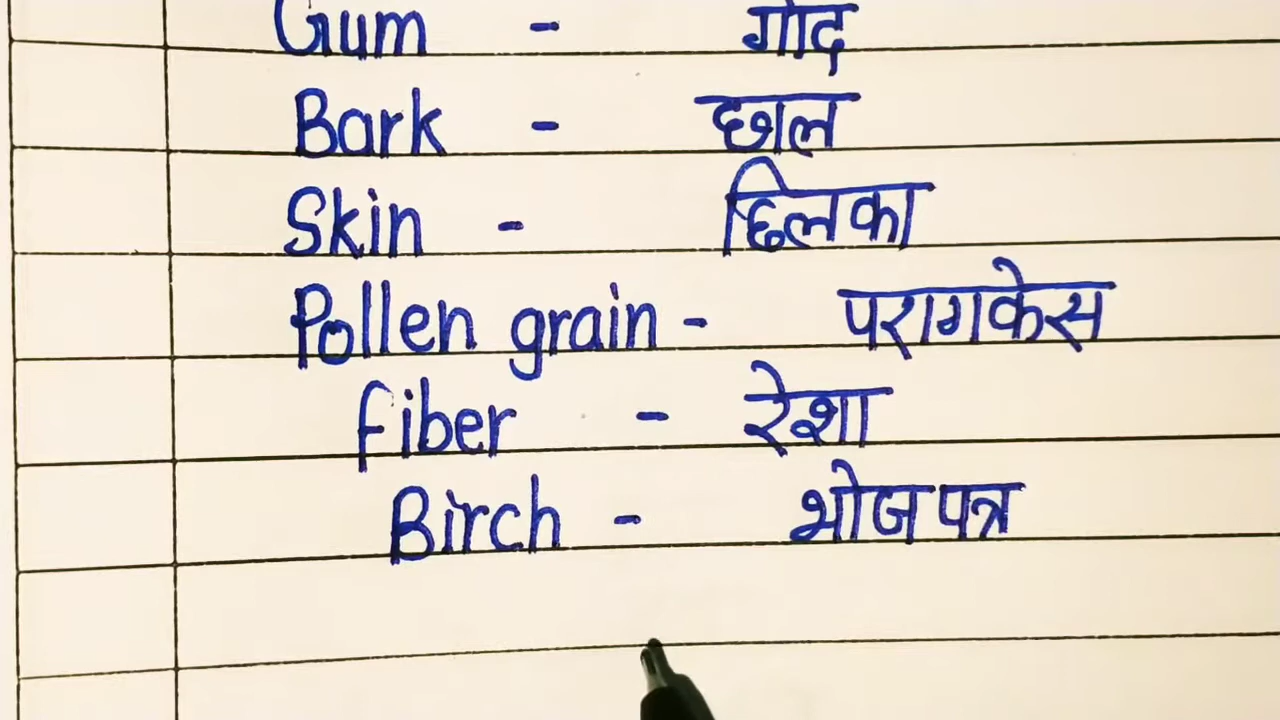 Gum - गोंद
Bark - छाल
Skin - छिलका
Pollen grain - परागकेस
fiber - रेशा
Birch - भोजपत्र